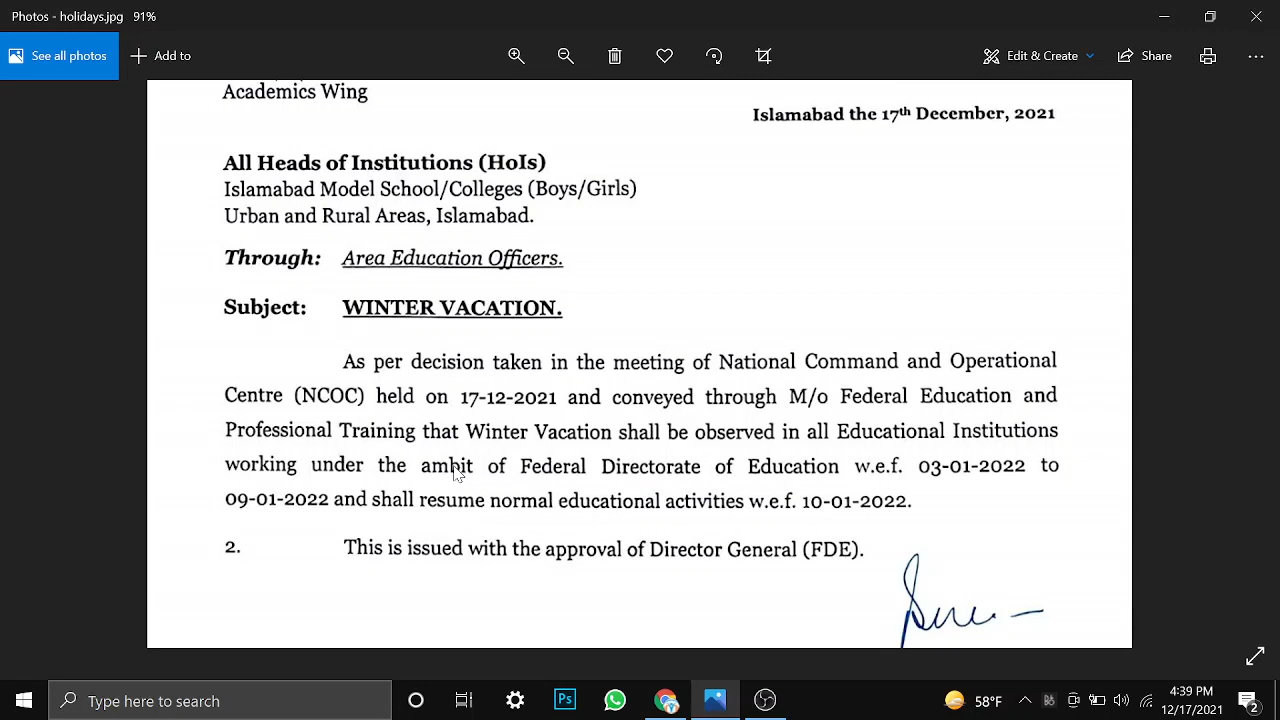 Photos - holidays.jpg 91%
See all photos
Add to
Edit & Create
Share
Academics Wing
Islamabad the 17th December, 2021
All Heads of Institutions (HoIs)
Islamabad Model School/Colleges (Boys/Girls)
Urban and Rural Areas, Islamabad.
Through: Area Education Officers.
Subject: WINTER VACATION.
As per decision taken in the meeting of National Command and Operational
Centre (NCOC) held on 17-12-2021 and conveyed through M/o Federal Education and
Professional Training that Winter Vacation shall be observed in all Educational Institutions
working under the ambit of Federal Directorate of Education w.e.f. 03-01-2022 to
09-01-2022 and shall resume normal educational activities w.e.f. 10-01-2022.
2. This is issued with the approval of Director General (FDE).
Type here to search
Ps
58°F
4:39 PM
12/17/2021
2